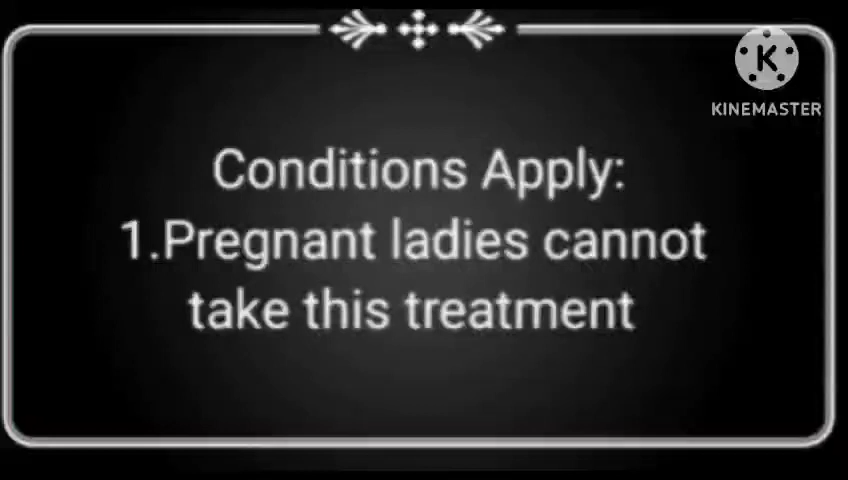 K
KINEMASTER
Conditions Apply:
1.Pregnant ladies cannot
take this treatment